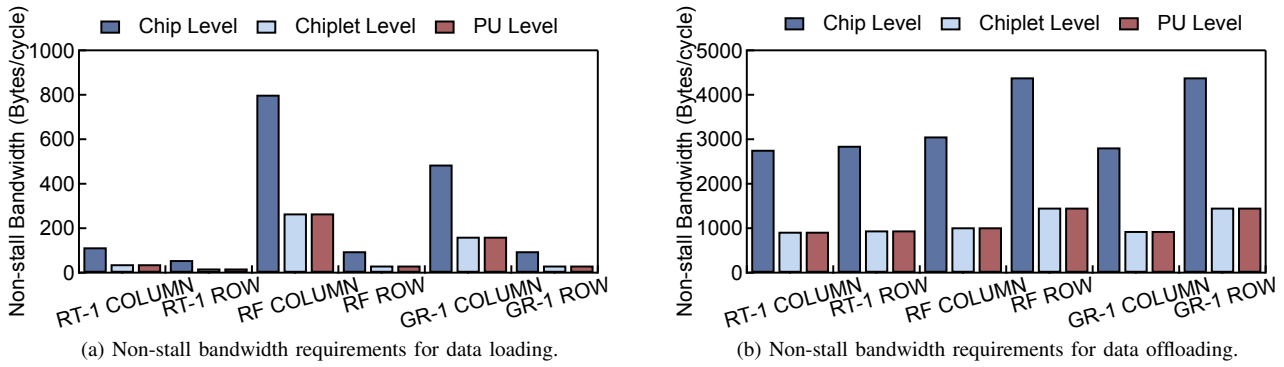 Chip Level Chiplet Level PU Level
Non-stall Bandwidth (Bytes/cycle)
1000
800
600
400
200
0
RT-1 COLUMN
RT-1 ROW
RF COLUMN
RF ROW
GR-1 COLUMN
GR-1 ROW
(a) Non-stall bandwidth requirements for data loading.
Chip Level Chiplet Level PU Level
Non-stall Bandwidth (Bytes/cycle)
5000
4000
3000
2000
1000
0
RT-1 COLUMN
RT-1 ROW
RF COLUMN
RF ROW
GR-1 COLUMN
GR-1 ROW
(b) Non-stall bandwidth requirements for data offloading.